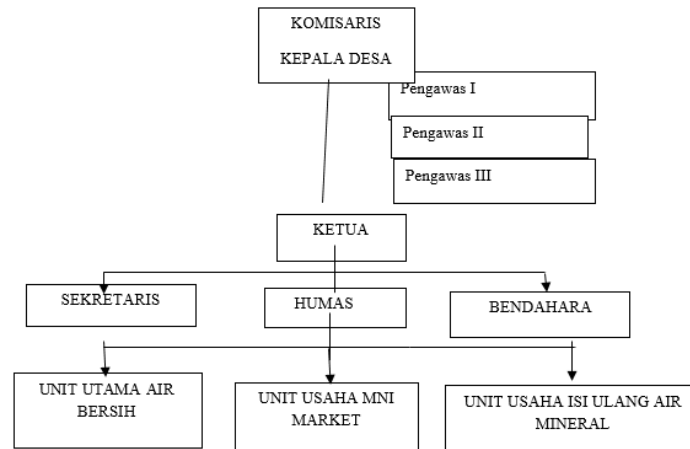 KOMISARIS
KEPALA DESA
Pengawas I
Pengawas II
Pengawas III
KETUA
SEKRETARIS
HUMAS
BENDAHARA
UNIT UTAMA AIR
BERSIH
UNIT USAHA MNI
MARKET
UNIT USAHA ISI ULANG AIR
MINERAL